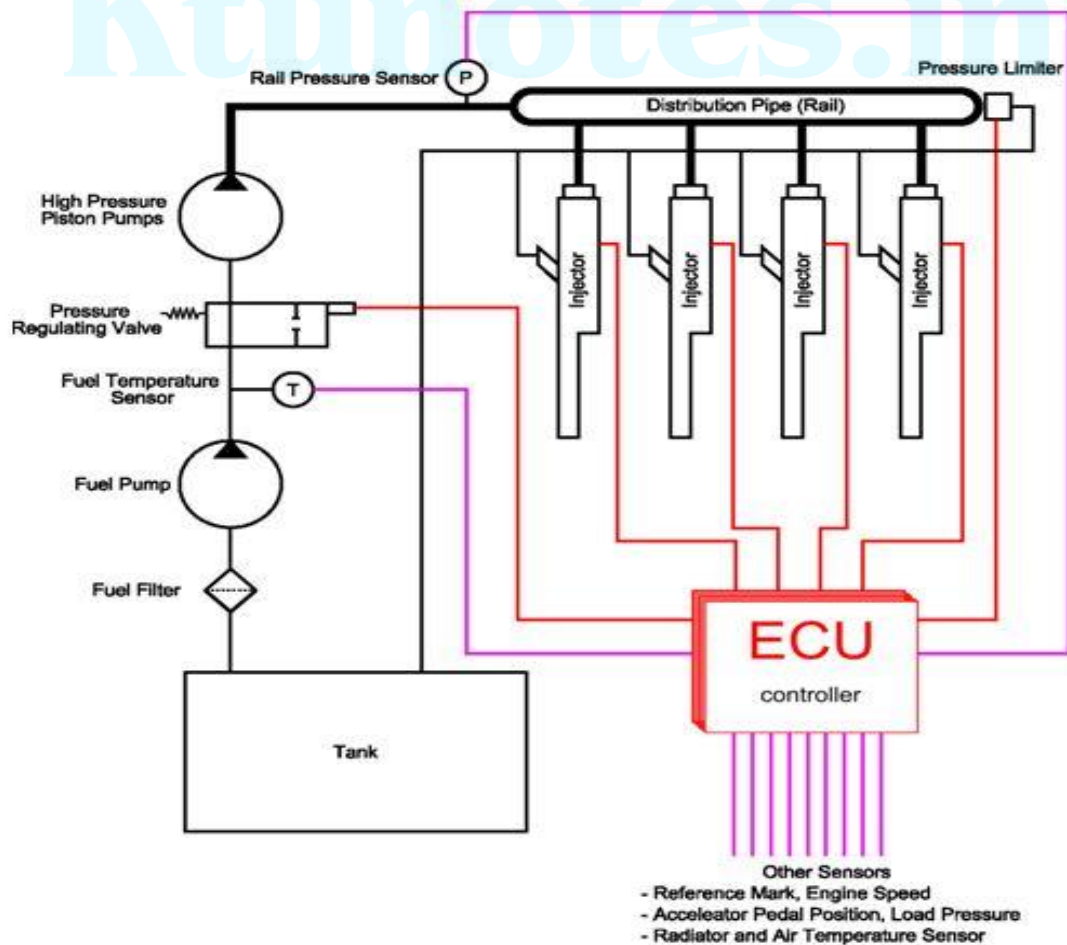 Ktunotes.in
Rail Pressure Sensor
P
Pressure Limiter
Distribution Pipe (Rail)
High Pressure
Piston Pumps
Injector
Injector
Injector
Injector
Pressure
Regulating Valve
Fuel Temperature
Sensor
T
Fuel Pump
Fuel Filter
ECU
controller
Tank
Other Sensors
- Reference Mark, Engine Speed
- Accelerator Pedal Position, Load Pressure
- Radiator and Air Temperature Sensor